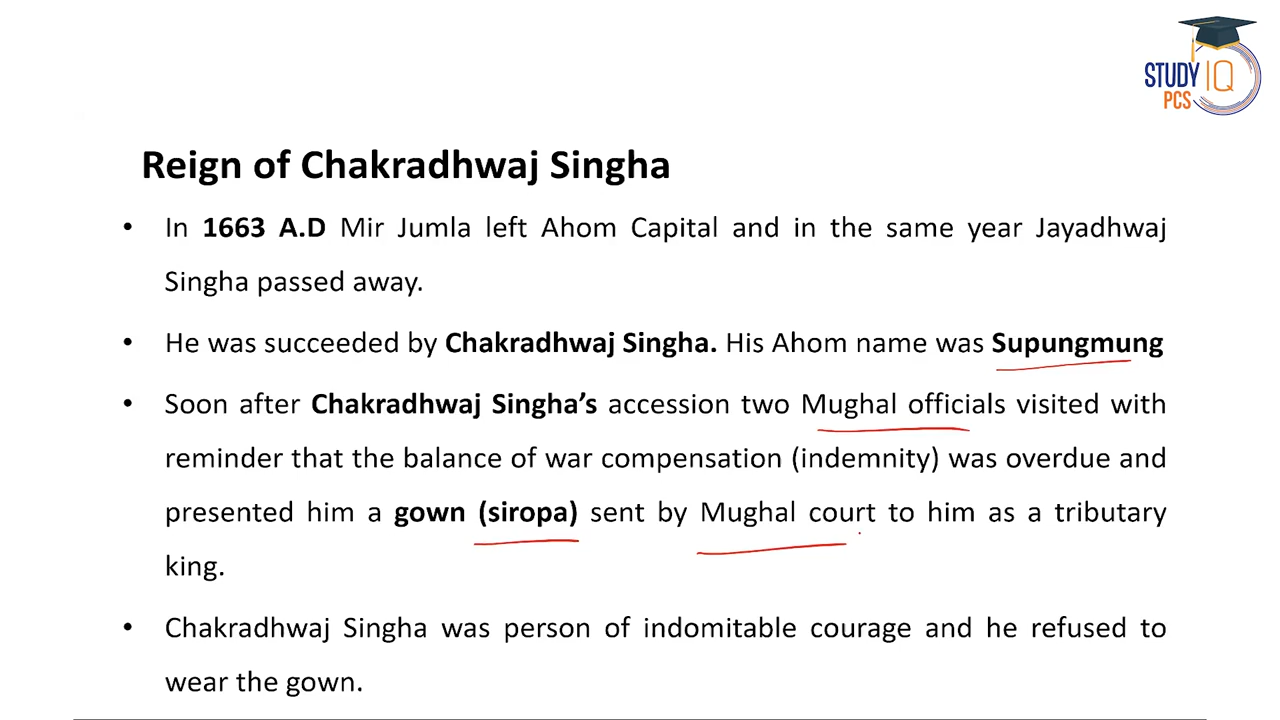 STUDY IQ
PCS
Reign of Chakradhwaj Singha
• In 1663 A.D Mir Jumla left Ahom Capital and in the same year Jayadhwaj
Singha passed away.
• He was succeeded by Chakradhwaj Singha. His Ahom name was Supungmung
• Soon after Chakradhwaj Singha’s accession two Mughal officials visited with
reminder that the balance of war compensation (indemnity) was overdue and
presented him a gown (siropa) sent by Mughal court to him as a tributary
king.
• Chakradhwaj Singha was person of indomitable courage and he refused to
wear the gown.